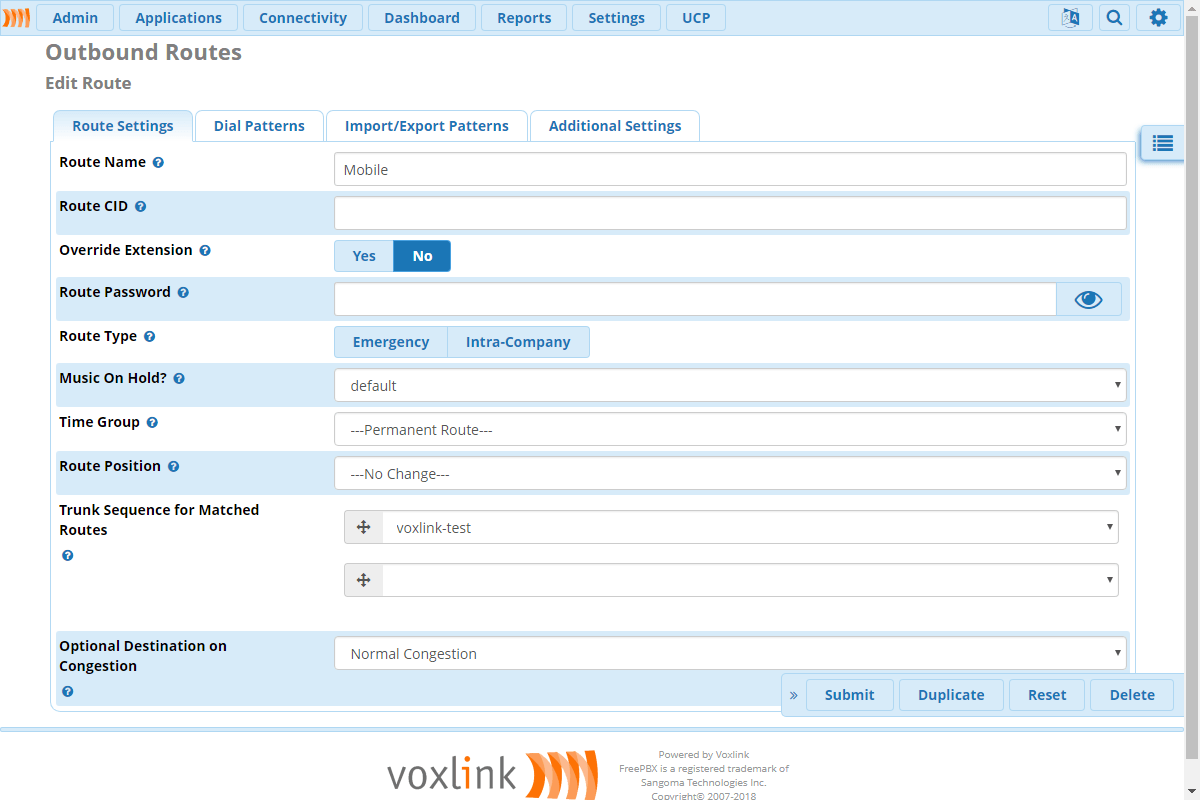 Admin Applications Connectivity Dashboard Reports Settings UCP
Outbound Routes
Edit Route
Route Settings Dial Patterns Import/Export Patterns Additional Settings
Route Name
Mobile
Route CID
Override Extension
Yes No
Route Password
Route Type
Emergency Intra-Company
Music On Hold?
default
Time Group
---Permanent Route---
Route Position
---No Change---
Trunk Sequence for Matched
Routes
voxlink-test
Optional Destination on
Congestion
Normal Congestion
» Submit Duplicate Reset Delete
voxlink
Powered by Voxlink
FreePBX is a registered trademark of
Sangoma Technologies Inc.
Copyright© 2007-2018